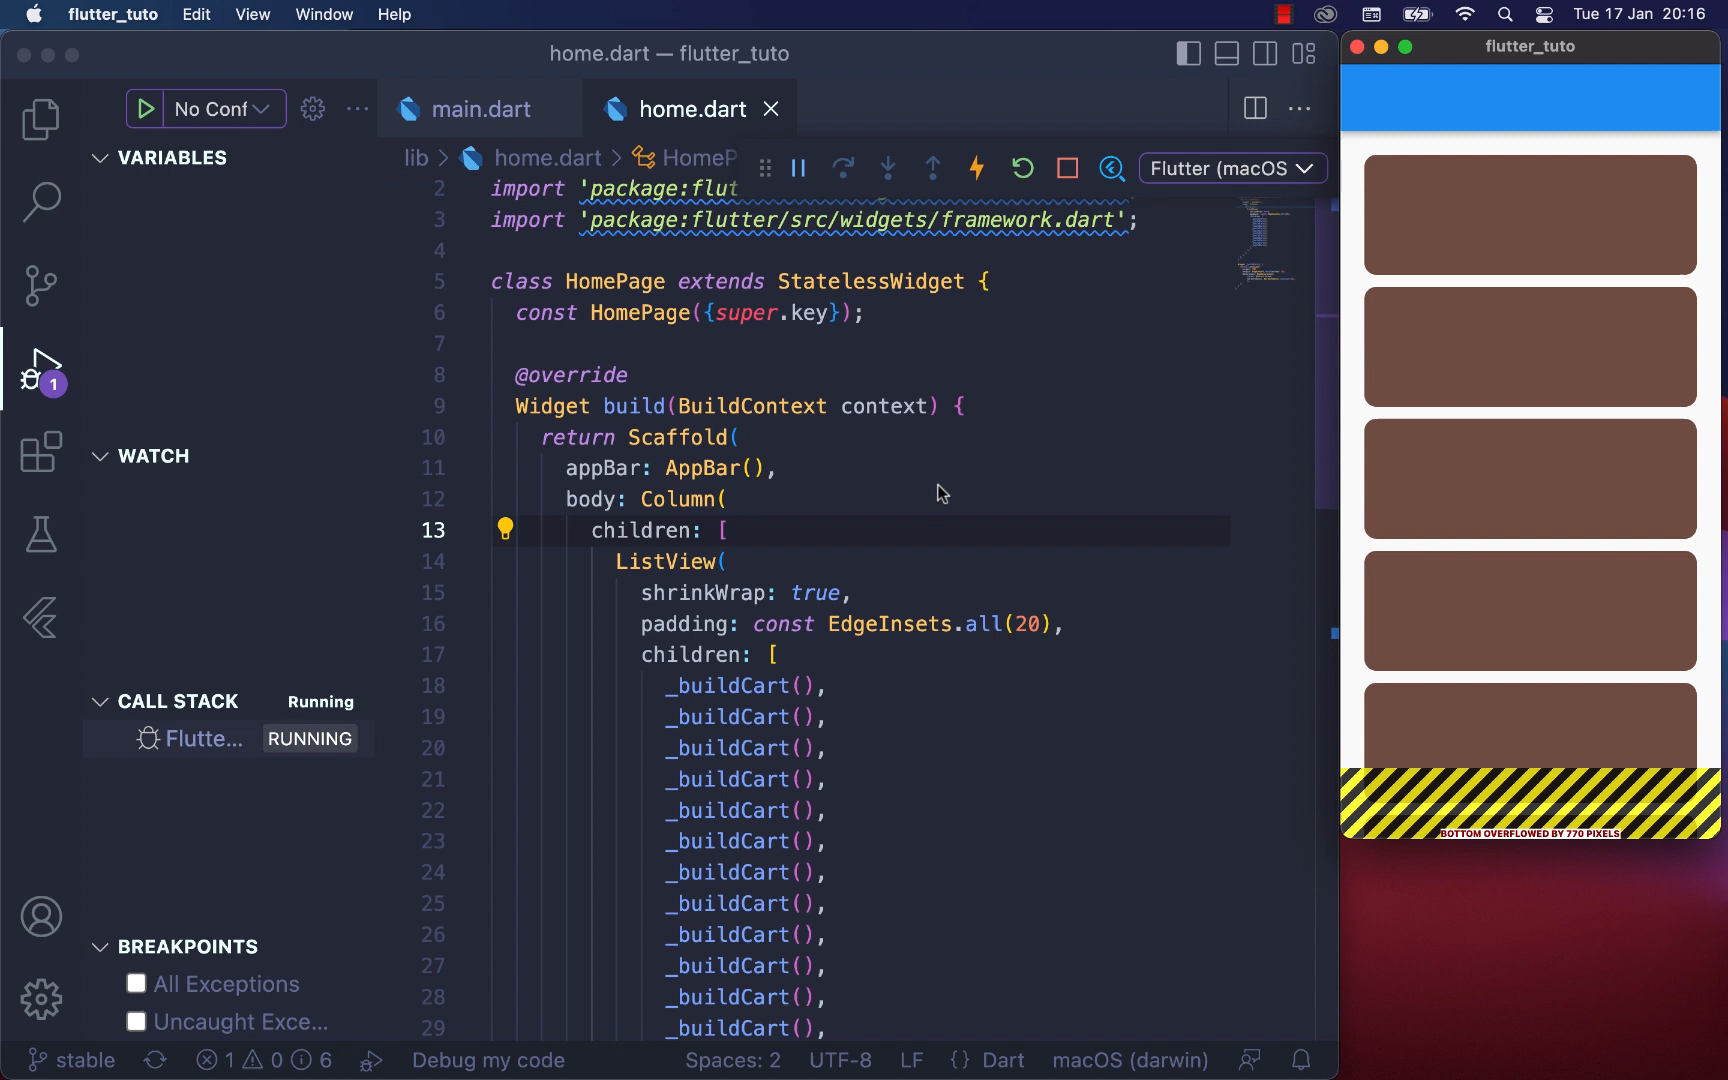 flutter_tuto Edit View Window Help
Tue 17 Jan 20:16
home.dart — flutter_tuto
flutter_tuto
No Conf
main.dart
home.dart
VARIABLES
lib > home.dart > HomeP
Flutter (macOS
2 import 'package:flut
3 import 'package:flutter/src/widgets/framework.dart';
4
5 class HomePage extends StatelessWidget {
6 const HomePage({super.key});
7
8 @override
9 Widget build(BuildContext context) {
10 return Scaffold(
11 appBar: AppBar(),
12 body: Column(
13 children: [
14 ListView(
15 shrinkWrap: true,
16 padding: const EdgeInsets.all(20),
17 children: [
18 _buildCart(),
19 _buildCart(),
20 _buildCart(),
21 _buildCart(),
22 _buildCart(),
23 _buildCart(),
24 _buildCart(),
25 _buildCart(),
26 _buildCart(),
27 _buildCart(),
28 _buildCart(),
29 _buildCart(),
1
WATCH
CALL STACK Running
Flutte... RUNNING
BREAKPOINTS
All Exceptions
Uncaught Exce...
BOTTOM OVERFLOWED BY 770 PIXELS
stable 1 0 6 Debug my code Spaces: 2 UTF-8 LF {} Dart macOS (darwin)